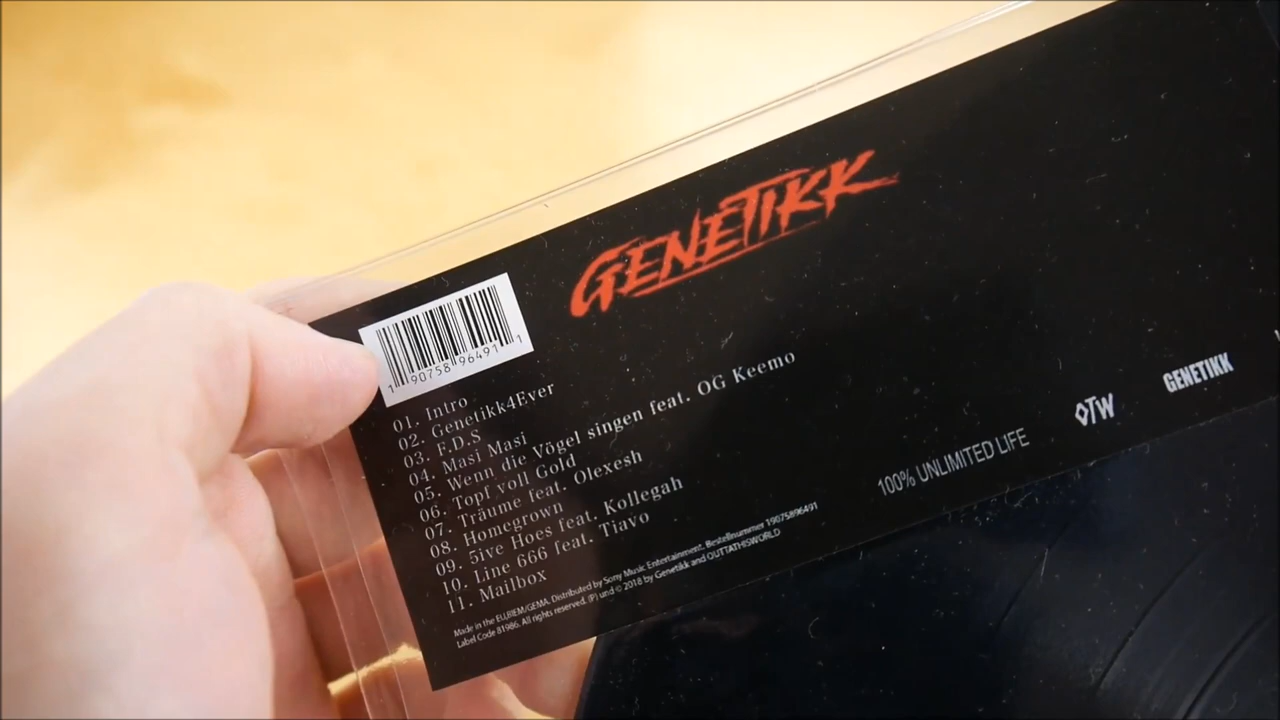 GENETIKK
1 90758 96491 1
01. Intro
02. Genetikk4Ever
03. F.D.S
04. Masi Masi
05. Wenn die Vögel singen feat. OG Keemo
06. Topf voll Gold
07. Träume feat. Olexesh
08. Homegrown
09. 5ive Hoes feat. Kollegah
10. Line 666 feat. Tiavo
11. Mailbox
Made in the EU,BIEM/GEMA. Distributed by Sony Music Entertainment. Bestellnummer 19075896491
Label Code 81986. All rights reserved. (P) und © 2018 by Genetikk and OUTTATHISWORLD
100% UNLIMITED LIFE
OTW
GENETIKK